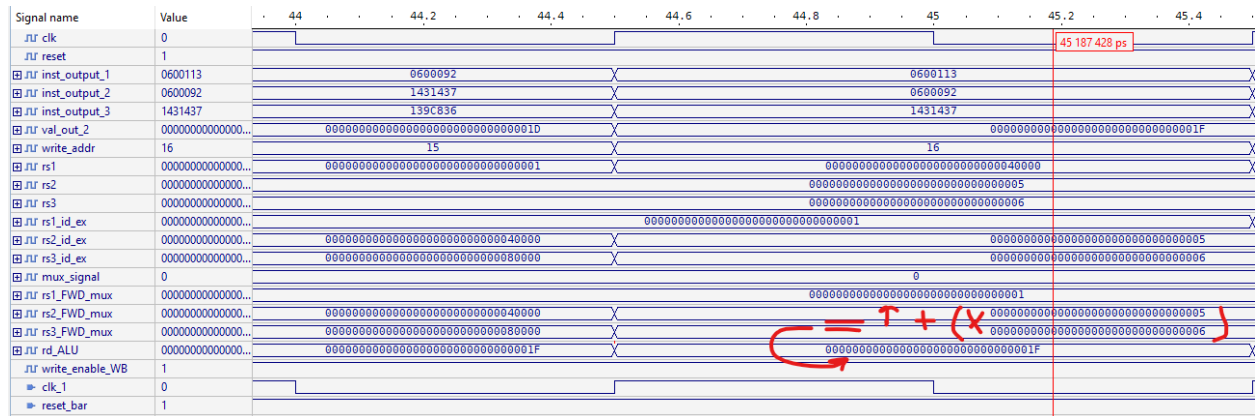 Signal name Value 44 44.2 44.4 44.6 44.8 45 45.2 45.4
clk 0
45 187 428 ps
reset 1
inst_output_1 0600113 0600092 0600113
inst_output_2 0600092 1431437 0600092
inst_output_3 1431437 139C836 1431437
val_out_2 00000000000000... 0000000000000000000000000000001D 0000000000000000000000000000001F
write_addr 16 15 16
rs1 00000000000000... 00000000000000000000000000000001 00000000000000000000000000040000
rs2 00000000000000... 00000000000000000000000000000005
rs3 00000000000000... 00000000000000000000000000000006
rs1_id_ex 00000000000000... 00000000000000000000000000000001
rs2_id_ex 00000000000000... 00000000000000000000000000040000 00000000000000000000000000000005
rs3_id_ex 00000000000000... 00000000000000000000000000080000 00000000000000000000000000000006
mux_signal 0 0
rs1_FWD_mux 00000000000000... 00000000000000000000000000000001
rs2_FWD_mux 00000000000000... 00000000000000000000000000040000 00000000000000000000000000000005
= ↑ + (x )
rs3_FWD_mux 00000000000000... 00000000000000000000000000080000 00000000000000000000000000000006
rd_ALU 00000000000000... 0000000000000000000000000000001F 0000000000000000000000000000001F
write_enable_WB 1
clk_1 0
reset_bar 1